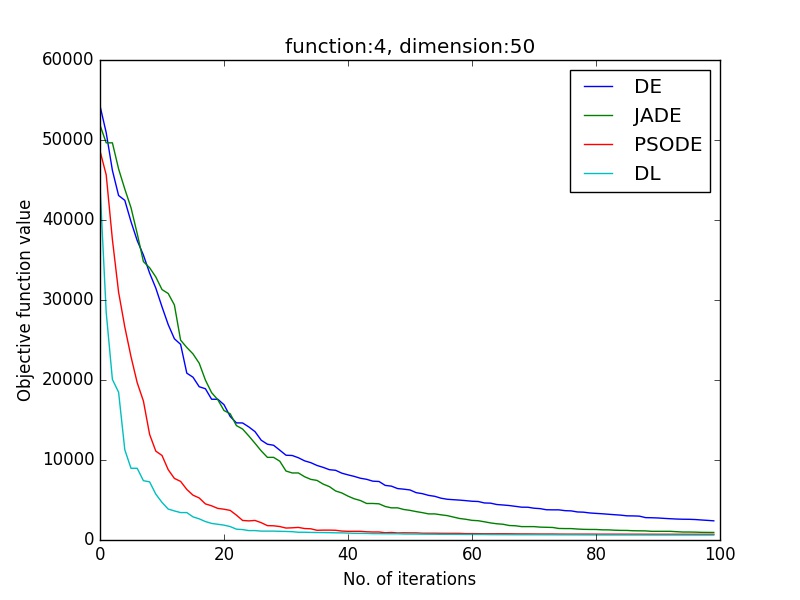 function:4, dimension:50
60000
50000
40000
30000
20000
10000
0
Objective function value
DE
JADE
PSODE
DL
0 20 40 60 80 100
No. of iterations